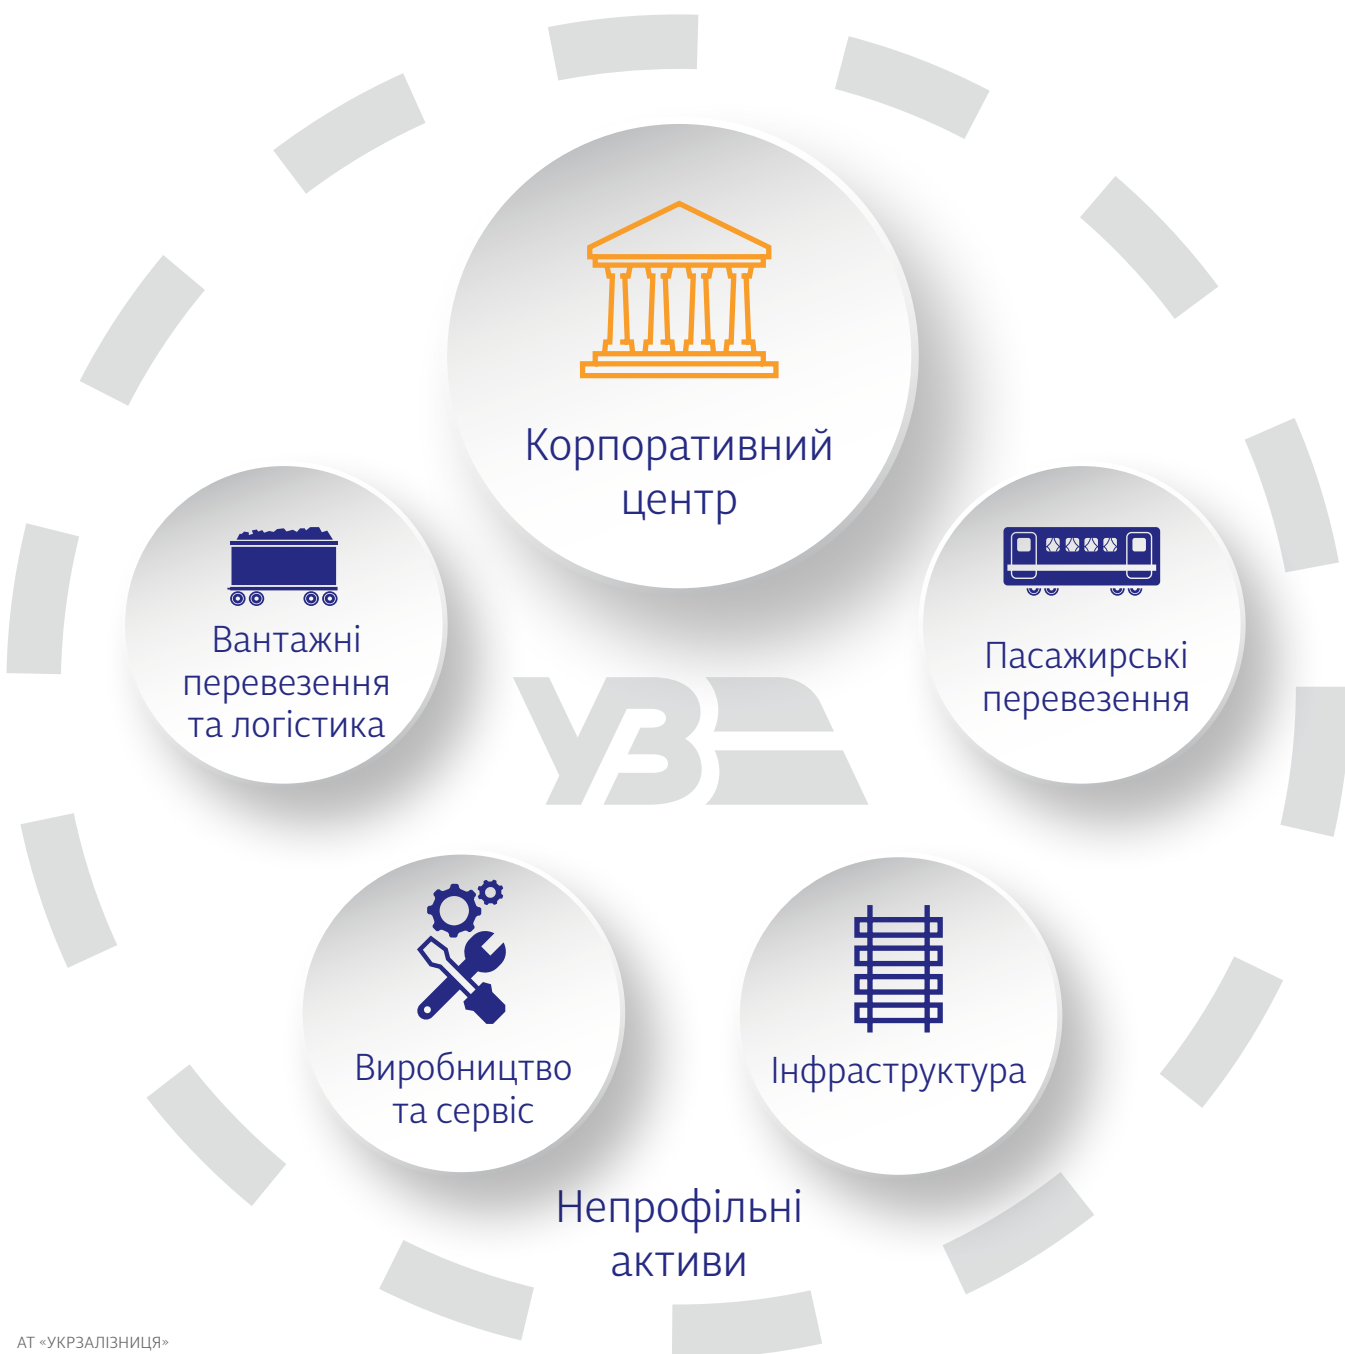 Корпоративний
центр
Вантажні
перевезення
та логістика
Пасажирські
перевезення
УЗ
Виробництво
та сервіс
Інфраструктура
Непрофільні
активи
АТ «УКРЗАЛІЗНИЦЯ»